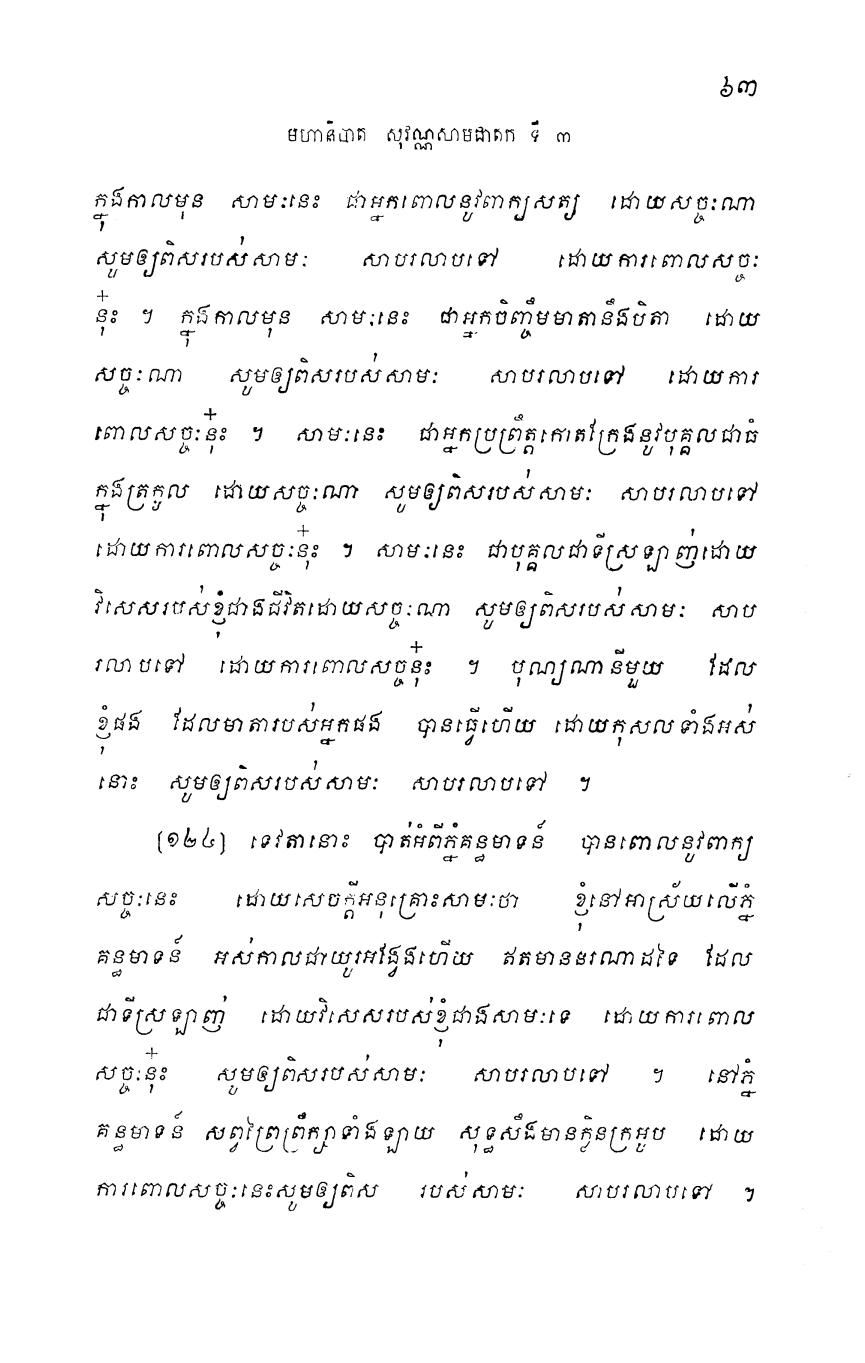 ៦៣
មហានិបាត សុវណ្ណសាមជាតក ទី ៣
ក្នុងកាលមុន សាមៈនេះ ជាអ្នកពោលនូវពាក្យសត្យ ដោយសច្ចៈណា
សូមឲ្យពិសរបស់សាមៈ សាបរលាបទៅ ដោយការពោលសច្ចៈ
នុ៎ះ ។ ក្នុងកាលមុន សាមៈនេះ ជាអ្នកចិញ្ចឹមមាតានឹងបិតា ដោយ
សច្ចៈណា សូមឲ្យពិសរបស់សាមៈ សាបរលាបទៅ ដោយការ
ពោលសច្ចៈនុ៎ះ ។ សាមៈនេះ ជាអ្នកប្រព្រឹត្តកោតក្រែងនូវបុគ្គលជាធំ
ក្នុងត្រកូល ដោយសច្ចៈណា សូមឲ្យពិសរបស់សាមៈ សាបរលាបទៅ
ដោយការពោលសច្ចៈនុ៎ះ ។ សាមៈនេះ ជាបុគ្គលជាទីស្រឡាញ់ដោយ
វិសេសរបស់ខ្ញុំជាងជីវិតដោយសច្ចៈណា សូមឲ្យពិសរបស់សាមៈ សាប
រលាបទៅ ដោយការពោលសច្ចនុ៎ះ ។ បុណ្យណានីមួយ ដែល
ខ្ញុំផង ដែលមាតារបស់អ្នកផង បានធ្វើហើយ ដោយកុសលទាំងអស់
នោះ សូមឲ្យពិសរបស់សាមៈ សាបរលាបទៅ ។
(១២៤) ទេវតានោះ បាត់អំពីភ្នំគន្ធមាទន៍ បានពោលនូវពាក្យ
សច្ចៈនេះ ដោយសេចក្ដីអនុគ្រោះសាមៈថា ខ្ញុំនៅអាស្រ័យលើភ្នំ
គន្ធមាទន៍ អស់កាលជាយូរអង្វែងហើយ ឥតមាននរណាដទៃ ដែល
ជាទីស្រឡាញ់ ដោយវិសេសរបស់ខ្ញុំជាងសាមៈទេ ដោយការពោល
សច្ចៈនុ៎ះ សូមឲ្យពិសរបស់សាមៈ សាបរលាបទៅ ។ នៅភ្នំ
គន្ធមាទន៍ សព្វព្រៃព្រឹក្សាទាំងឡាយ សុទ្ធសឹងមានក្លិនក្រអូប ដោយ
ការពោលសច្ចៈនេះសូមឲ្យពិស របស់សាមៈ សាបរលាបទៅ ។